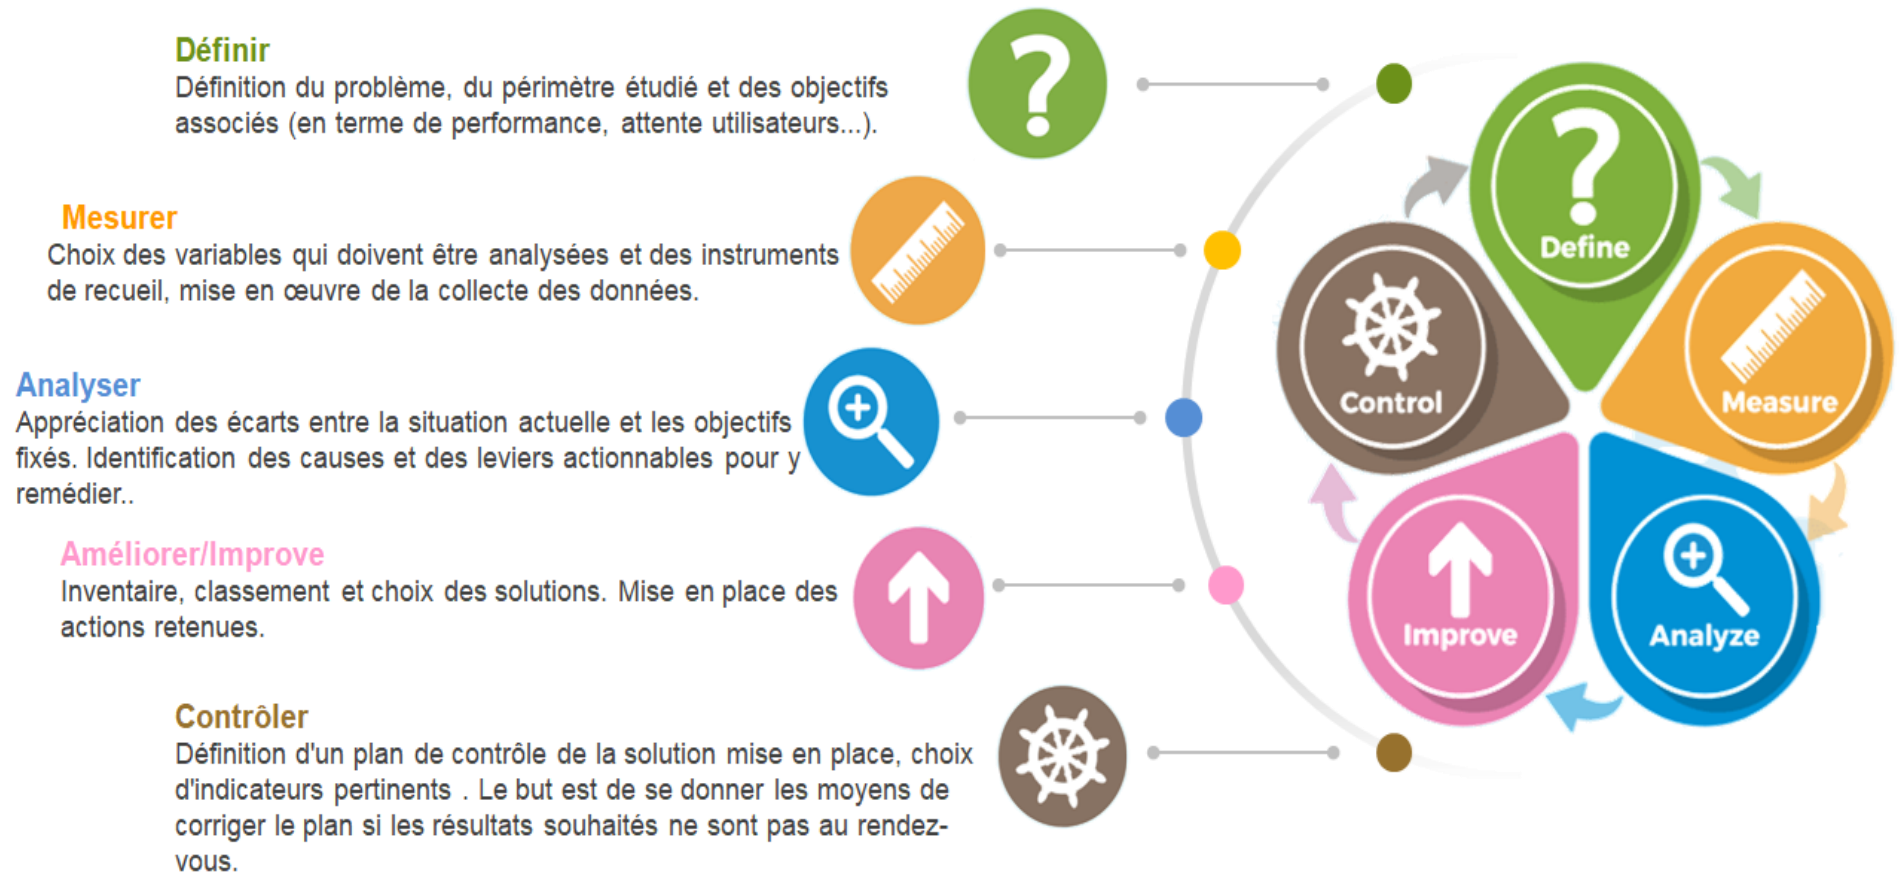 Définir
Définition du problème, du périmètre étudié et des objectifs
associés (en terme de performance, attente utilisateurs...).
Mesurer
Choix des variables qui doivent être analysées et des instruments
de recueil, mise en œuvre de la collecte des données.
Analyser
Appréciation des écarts entre la situation actuelle et les objectifs
fixés. Identification des causes et des leviers actionnables pour y
remédier..
Améliorer/Improve
Inventaire, classement et choix des solutions. Mise en place des
actions retenues.
Contrôler
Définition d'un plan de contrôle de la solution mise en place, choix
d'indicateurs pertinents . Le but est de se donner les moyens de
corriger le plan si les résultats souhaités ne sont pas au rendez-
vous.
Define
Measure
Analyze
Improve
Control